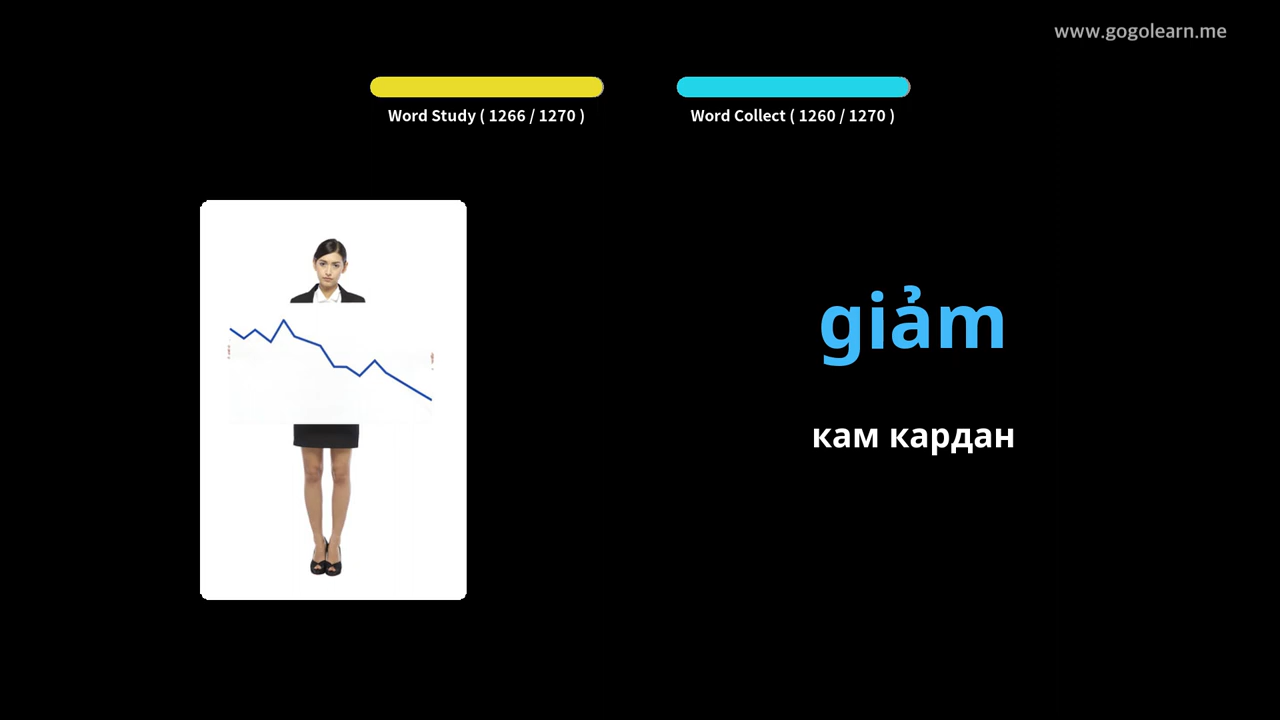 www.gogolearn.me
Word Study ( 1266 / 1270 )
Word Collect ( 1260 / 1270 )
giảm
кам кардан